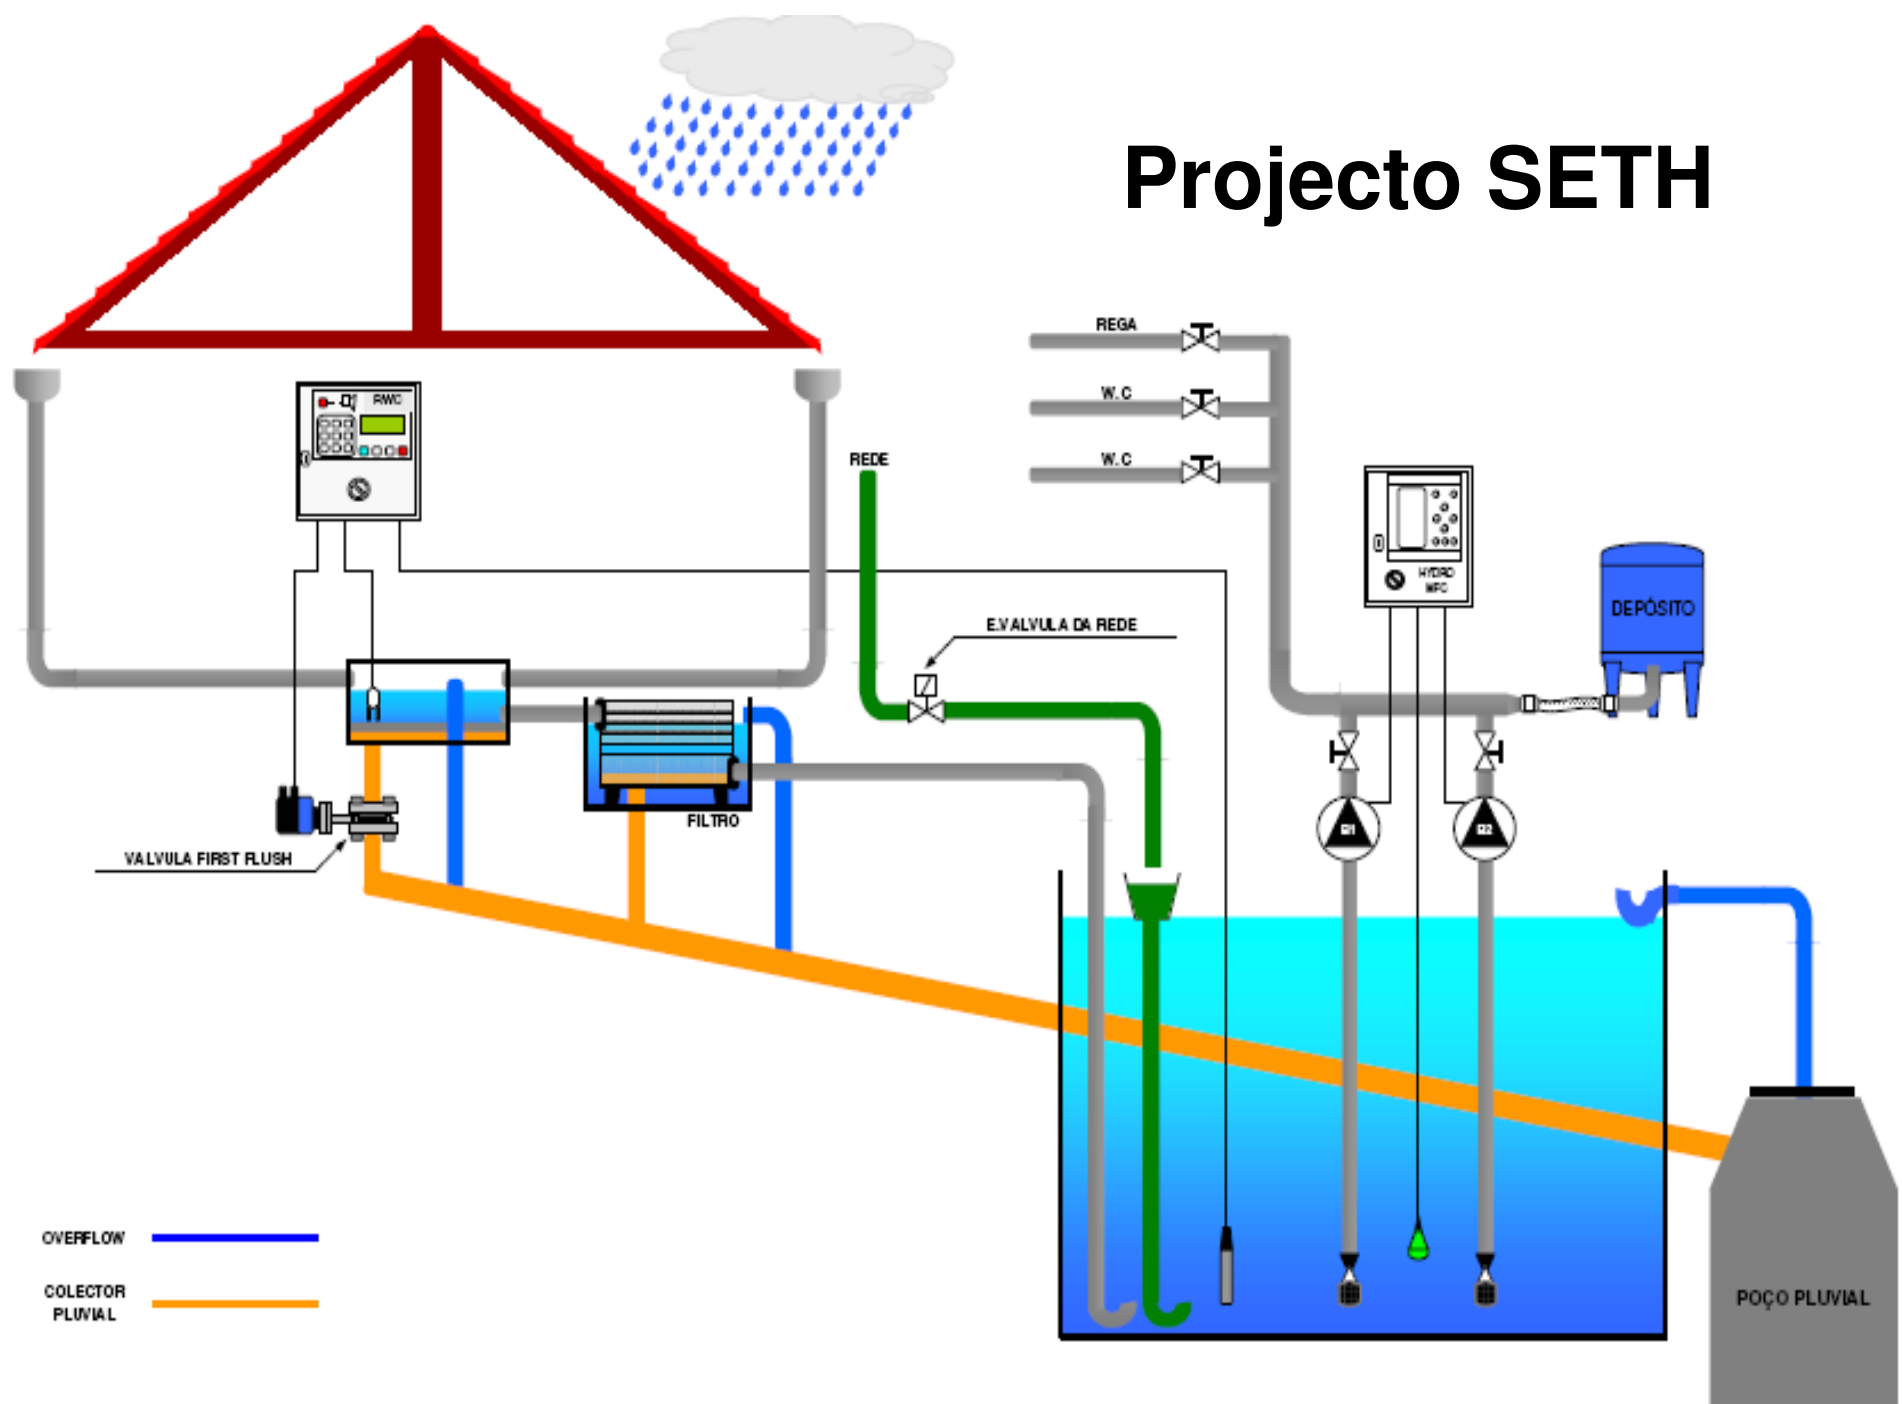 Projecto SETH
REGA
W.C
W.C
RWC
REDE
HYDRO
MPC
DEPÓSITO
E.VALVULA DA REDE
FILTRO
B1
B2
VALVULA FIRST FLUSH
OVERFLOW
COLECTOR
PLUVIAL
POÇO PLUVIAL